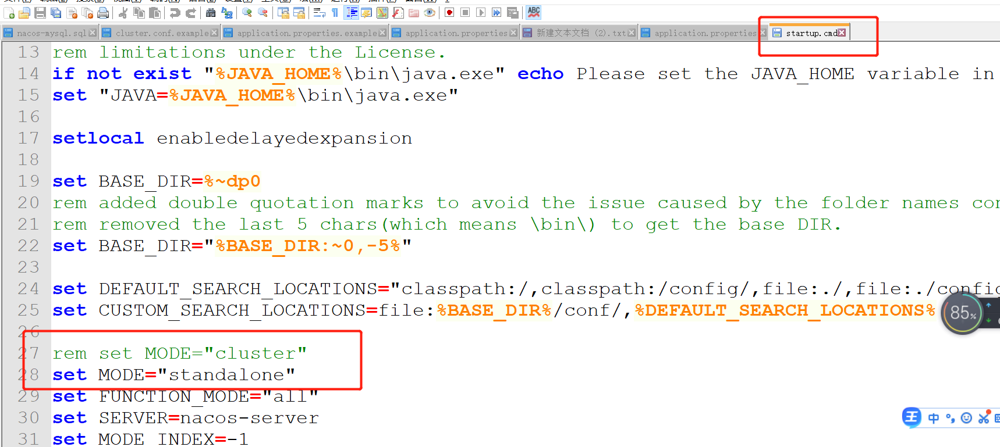 nacos-mysql.sql cluster.conf.example application.properties.example application.properties 新建文本文档 (2).txt application.properties startup.cmd
13 rem limitations under the License.
14 if not exist "%JAVA_HOME%\bin\java.exe" echo Please set the JAVA_HOME variable in
15 set "JAVA=%JAVA_HOME%\bin\java.exe"
16
17 setlocal enabledelayedexpansion
18
19 set BASE_DIR=%~dp0
20 rem added double quotation marks to avoid the issue caused by the folder names con
21 rem removed the last 5 chars(which means \bin\) to get the base DIR.
22 set BASE_DIR="%BASE_DIR:~0,-5%"
23
24 set DEFAULT_SEARCH_LOCATIONS="classpath:/,classpath:/config/,file:./,file:./config
25 set CUSTOM_SEARCH_LOCATIONS=file:%BASE_DIR%/conf/,%DEFAULT_SEARCH_LOCATIONS%
85%
26
27 rem set MODE="cluster"
28 set MODE="standalone"
29 set FUNCTION_MODE="all"
30 set SERVER=nacos-server
王 中
31 set MODE_INDEX=-1